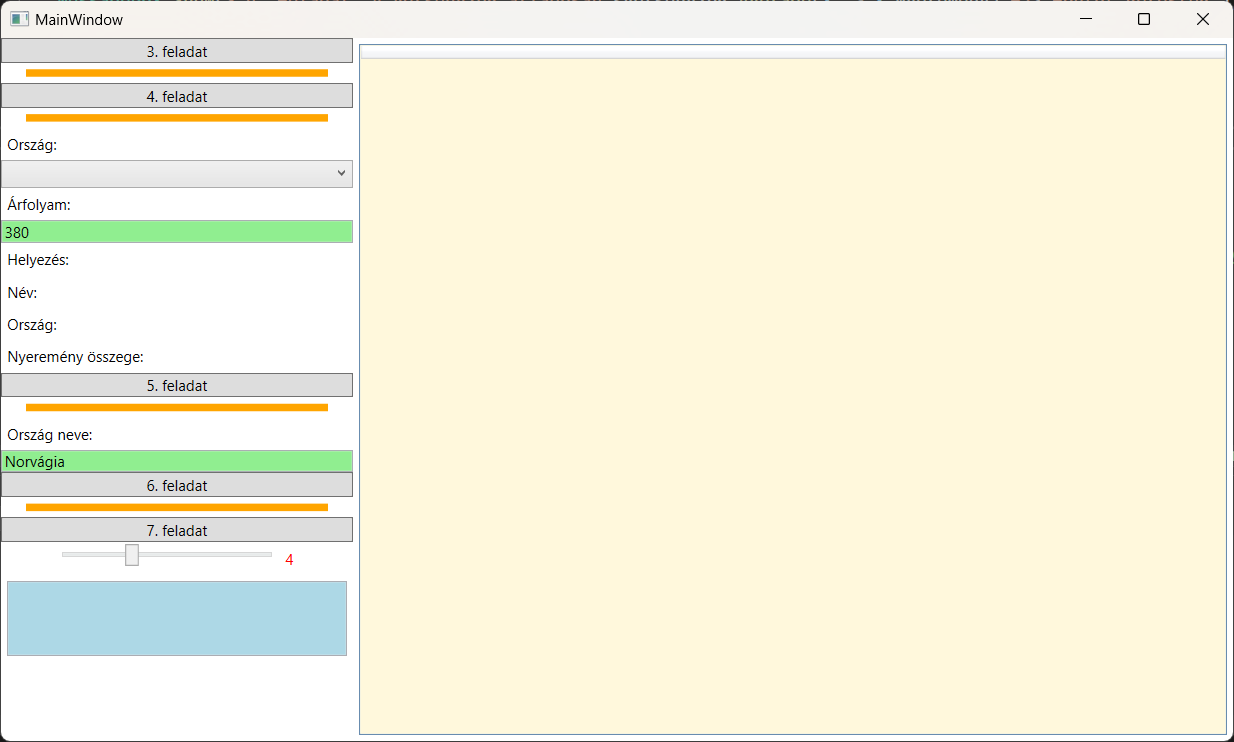 MainWindow
3. feladat
4. feladat
Ország:
Árfolyam:
380
Helyezés:
Név:
Ország:
Nyeremény összege:
5. feladat
Ország neve:
Norvágia
6. feladat
7. feladat
4